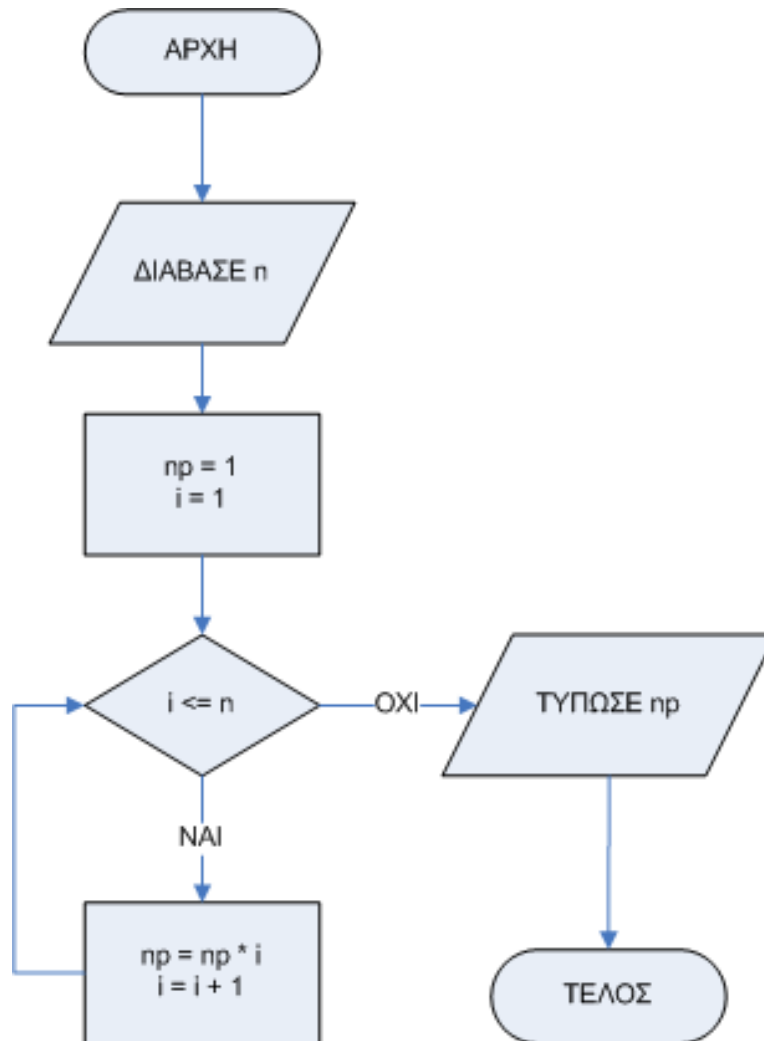 ΑΡΧΗ
ΔΙΑΒΑΣΕ n
np = 1
i = 1
i <= n
ΟΧΙ
ΤΥΠΩΣΕ np
ΝΑΙ
np = np * i
i = i + 1
ΤΕΛΟΣ